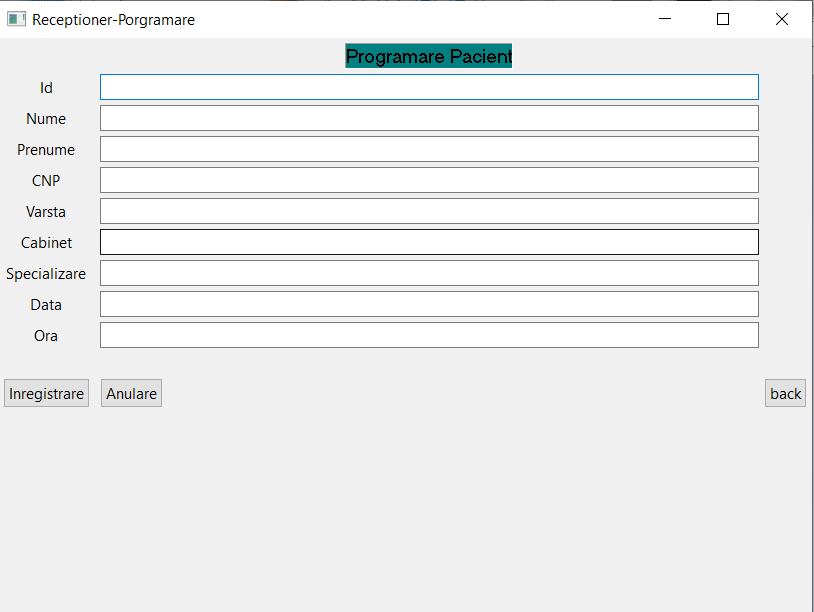 Receptioner-Porgramare
Programare Pacient
Id
Nume
Prenume
CNP
Varsta
Cabinet
Specializare
Data
Ora
Inregistrare Anulare back